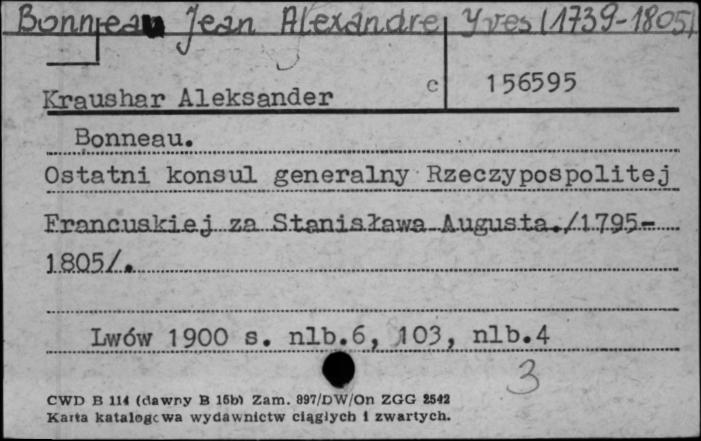 Bonneau Jean Alexandre Yves (1739-1805)
Kraushar Aleksander c 156595
Bonneau.
Ostatni konsul generalny Rzeczypospolitej
Francuskiej za Stanisława Augusta./1795-
1805/.
Lwów 1900 s. nlb.6, 103, nlb.4
3
CWD B 114 (dawny B 15b) Zam. 897/DW/On ZGG 2542
Karta katalogowa wydawnictw ciągłych i zwartych.